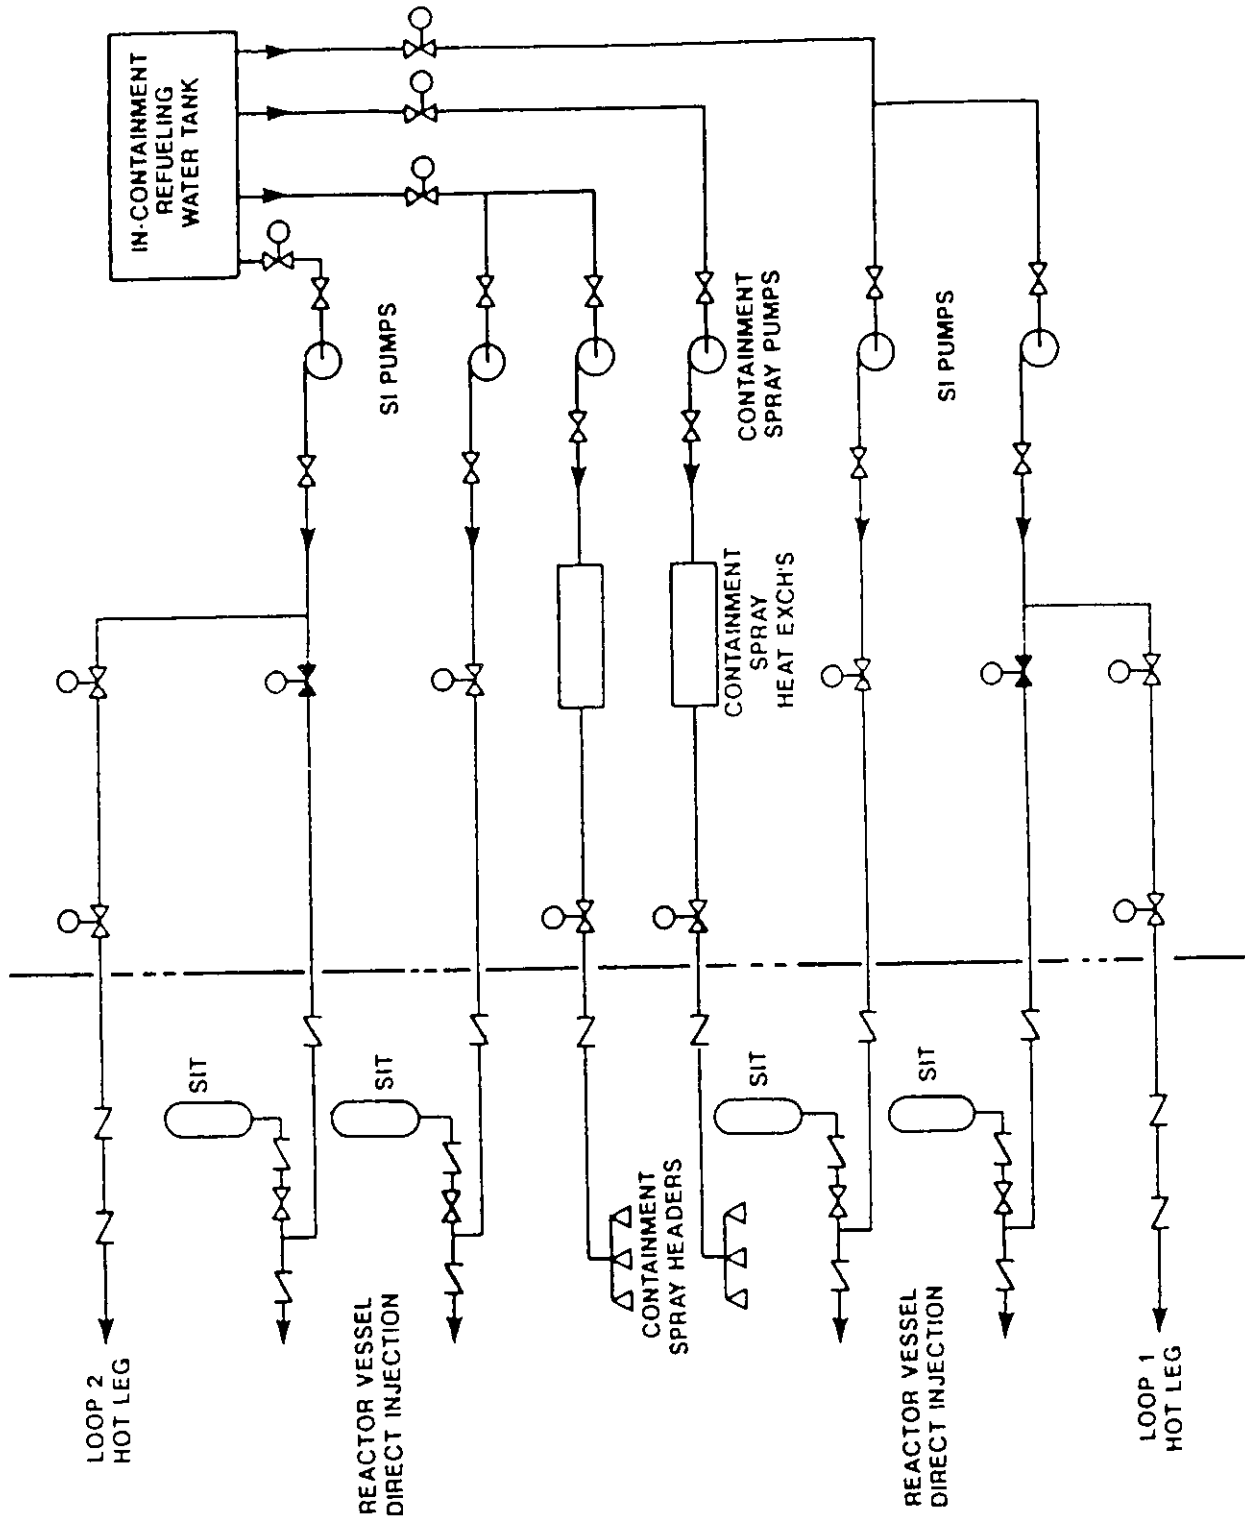 IN-CONTAINMENT
REFUELING
WATER TANK
SI PUMPS
CONTAINMENT
SPRAY PUMPS
SI PUMPS
CONTAINMENT
SPRAY
HEAT EXCH'S
SIT
SIT
SIT
SIT
CONTAINMENT
SPRAY HEADERS
LOOP 2
HOT LEG
REACTOR VESSEL
DIRECT INJECTION
REACTOR VESSEL
DIRECT INJECTION
LOOP 1
HOT LEG